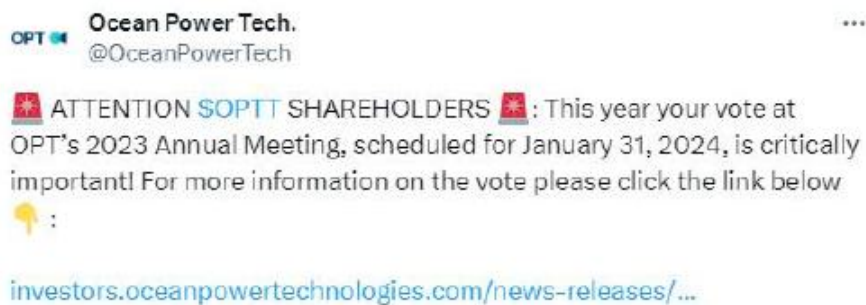 OPT
Ocean Power Tech.
@OceanPowerTech
🚨 ATTENTION SOPTT SHAREHOLDERS 🚨: This year your vote at
OPT's 2023 Annual Meeting, scheduled for January 31, 2024, is critically
important! For more information on the vote please click the link below
👇 :
investors.oceanpowertechnologies.com/news-releases/...